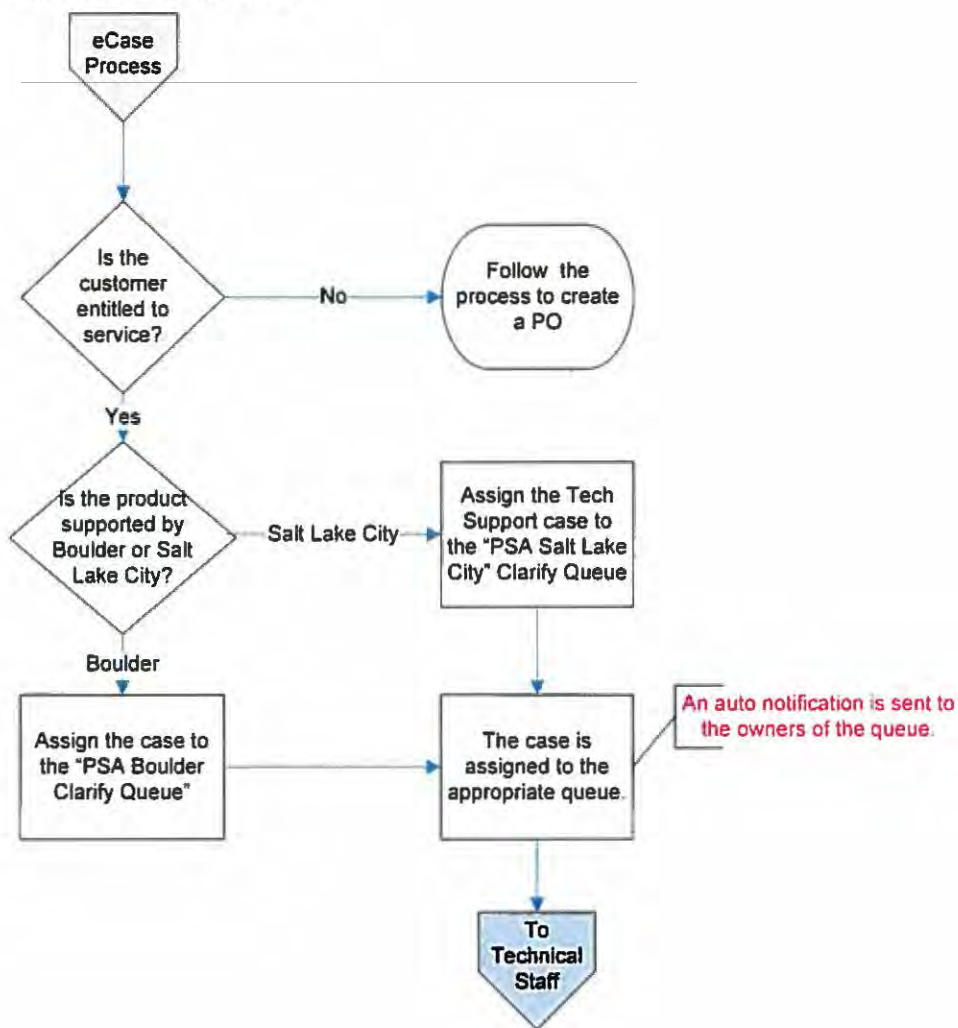 eCase
Process
Is the
customer
entitled to
service?
No
Follow the
process to create
a PO
Yes
Is the product
supported by
Boulder or Salt
Lake City?
Salt Lake City
Assign the Tech
Support case to
the "PSA Salt Lake
City" Clarify Queue
Boulder
Assign the case to
the "PSA Boulder
Clarify Queue"
The case is
assigned to the
appropriate queue.
An auto notification is sent to
the owners of the queue.
To
Technical
Staff